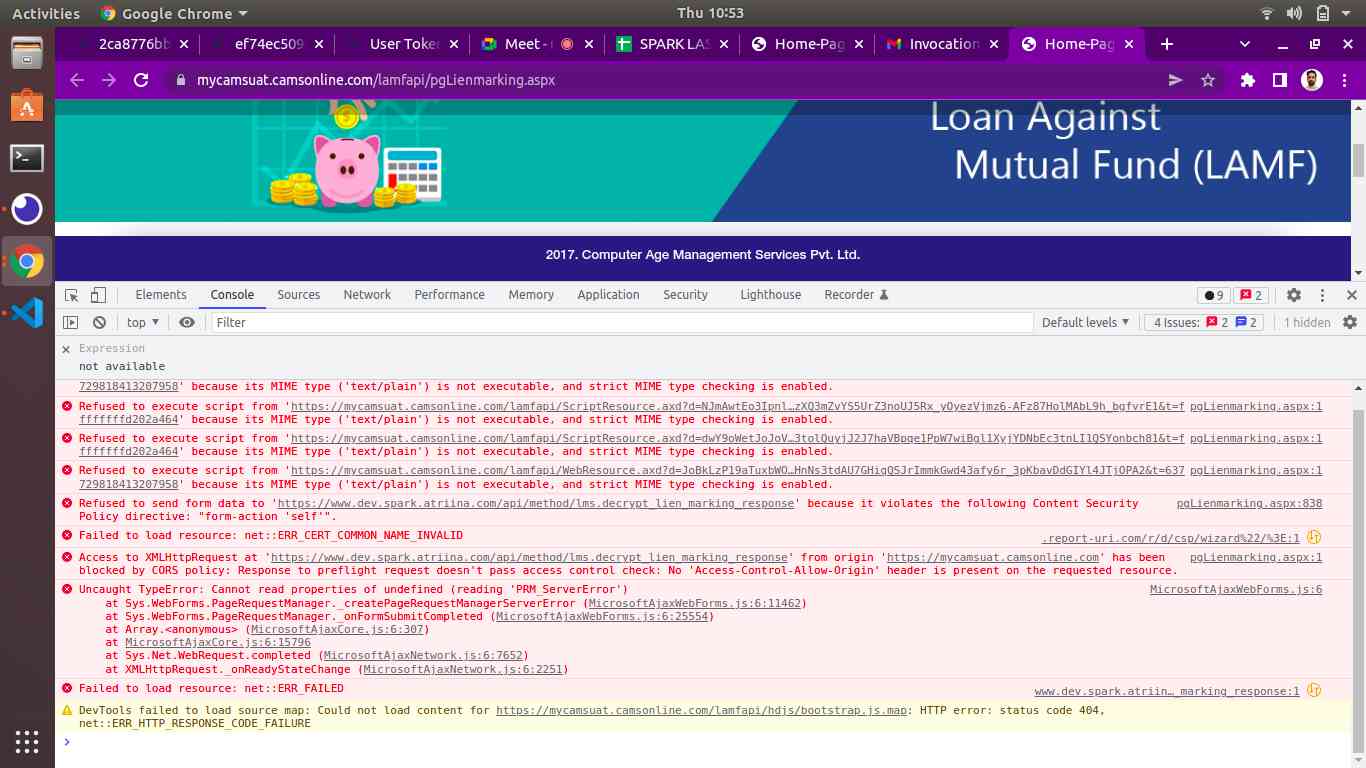 Activities Google Chrome Thu 10:53
2ca8776bb ef74ec509 User Toker Meet - SPARK LAS Home-Pag Invocation Home-Pag
mycamsuat.camsonline.com/lamfapi/pgLienmarking.aspx
Loan Against
Mutual Fund (LAMF)
2017. Computer Age Management Services Pvt. Ltd.
Elements Console Sources Network Performance Memory Application Security Lighthouse Recorder 9 2
top Filter Default levels 4 Issues: 2 2 1 hidden
Expression
not available
729818413207958' because its MIME type ('text/plain') is not executable, and strict MIME type checking is enabled.
Refused to execute script from 'https://mycamsuat.camsonline.com/lamfapi/ScriptResource.axd?d=NJmAwtEo3Ipnl…zXQ3mZvYS5UrZ3noUJ5Rx_yOyezVjmz6-AFz87HolMAbL9h_bgfvrE1&t=f pgLienmarking.aspx:1
fffffffd202a464' because its MIME type ('text/plain') is not executable, and strict MIME type checking is enabled.
Refused to execute script from 'https://mycamsuat.camsonline.com/lamfapi/ScriptResource.axd?d=dwY9oWetJoJoV…3tolQuyjJ2J7haVBpqe1PpW7wiBgl1XyjYDNbEc3tnLI1QSYonbch81&t=f pgLienmarking.aspx:1
fffffffd202a464' because its MIME type ('text/plain') is not executable, and strict MIME type checking is enabled.
Refused to execute script from 'https://mycamsuat.camsonline.com/lamfapi/WebResource.axd?d=JoBkLzP19aTuxbWO…HnNs3tdAU7GHiqQSJrImmkGwd43afy6r_3pKbavDdGIYl4JTjOPA2&t=637 pgLienmarking.aspx:1
729818413207958' because its MIME type ('text/plain') is not executable, and strict MIME type checking is enabled.
Refused to send form data to 'https://www.dev.spark.atriina.com/api/method/lms.decrypt_lien_marking_response' because it violates the following Content Security pgLienmarking.aspx:838
Policy directive: "form-action 'self'".
Failed to load resource: net::ERR_CERT_COMMON_NAME_INVALID .report-uri.com/r/d/csp/wizard%22/%3E:1
Access to XMLHttpRequest at 'https://www.dev.spark.atriina.com/api/method/lms.decrypt_lien_marking_response' from origin 'https://mycamsuat.camsonline.com' has been pgLienmarking.aspx:1
blocked by CORS policy: Response to preflight request doesn't pass access control check: No 'Access-Control-Allow-Origin' header is present on the requested resource.
Uncaught TypeError: Cannot read properties of undefined (reading 'PRM_ServerError') MicrosoftAjaxWebForms.js:6
at Sys.WebForms.PageRequestManager._createPageRequestManagerServerError (MicrosoftAjaxWebForms.js:6:11462)
at Sys.WebForms.PageRequestManager._onFormSubmitCompleted (MicrosoftAjaxWebForms.js:6:25554)
at Array.<anonymous> (MicrosoftAjaxCore.js:6:307)
at MicrosoftAjaxCore.js:6:15796
at Sys.Net.WebRequest.completed (MicrosoftAjaxNetwork.js:6:7652)
at XMLHttpRequest._onReadyStateChange (MicrosoftAjaxNetwork.js:6:2251)
Failed to load resource: net::ERR_FAILED www.dev.spark.atriin…_marking_response:1
DevTools failed to load source map: Could not load content for https://mycamsuat.camsonline.com/lamfapi/hdjs/bootstrap.js.map: HTTP error: status code 404,
net::ERR_HTTP_RESPONSE_CODE_FAILURE